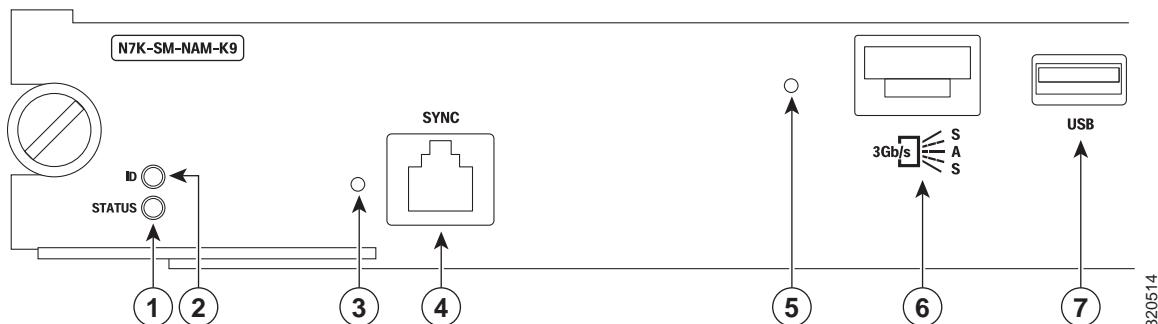 N7K-SM-NAM-K9
SYNC
USB
3Gb/s
S
A
S
ID
STATUS
1
2
3
4
5
6
7
320514